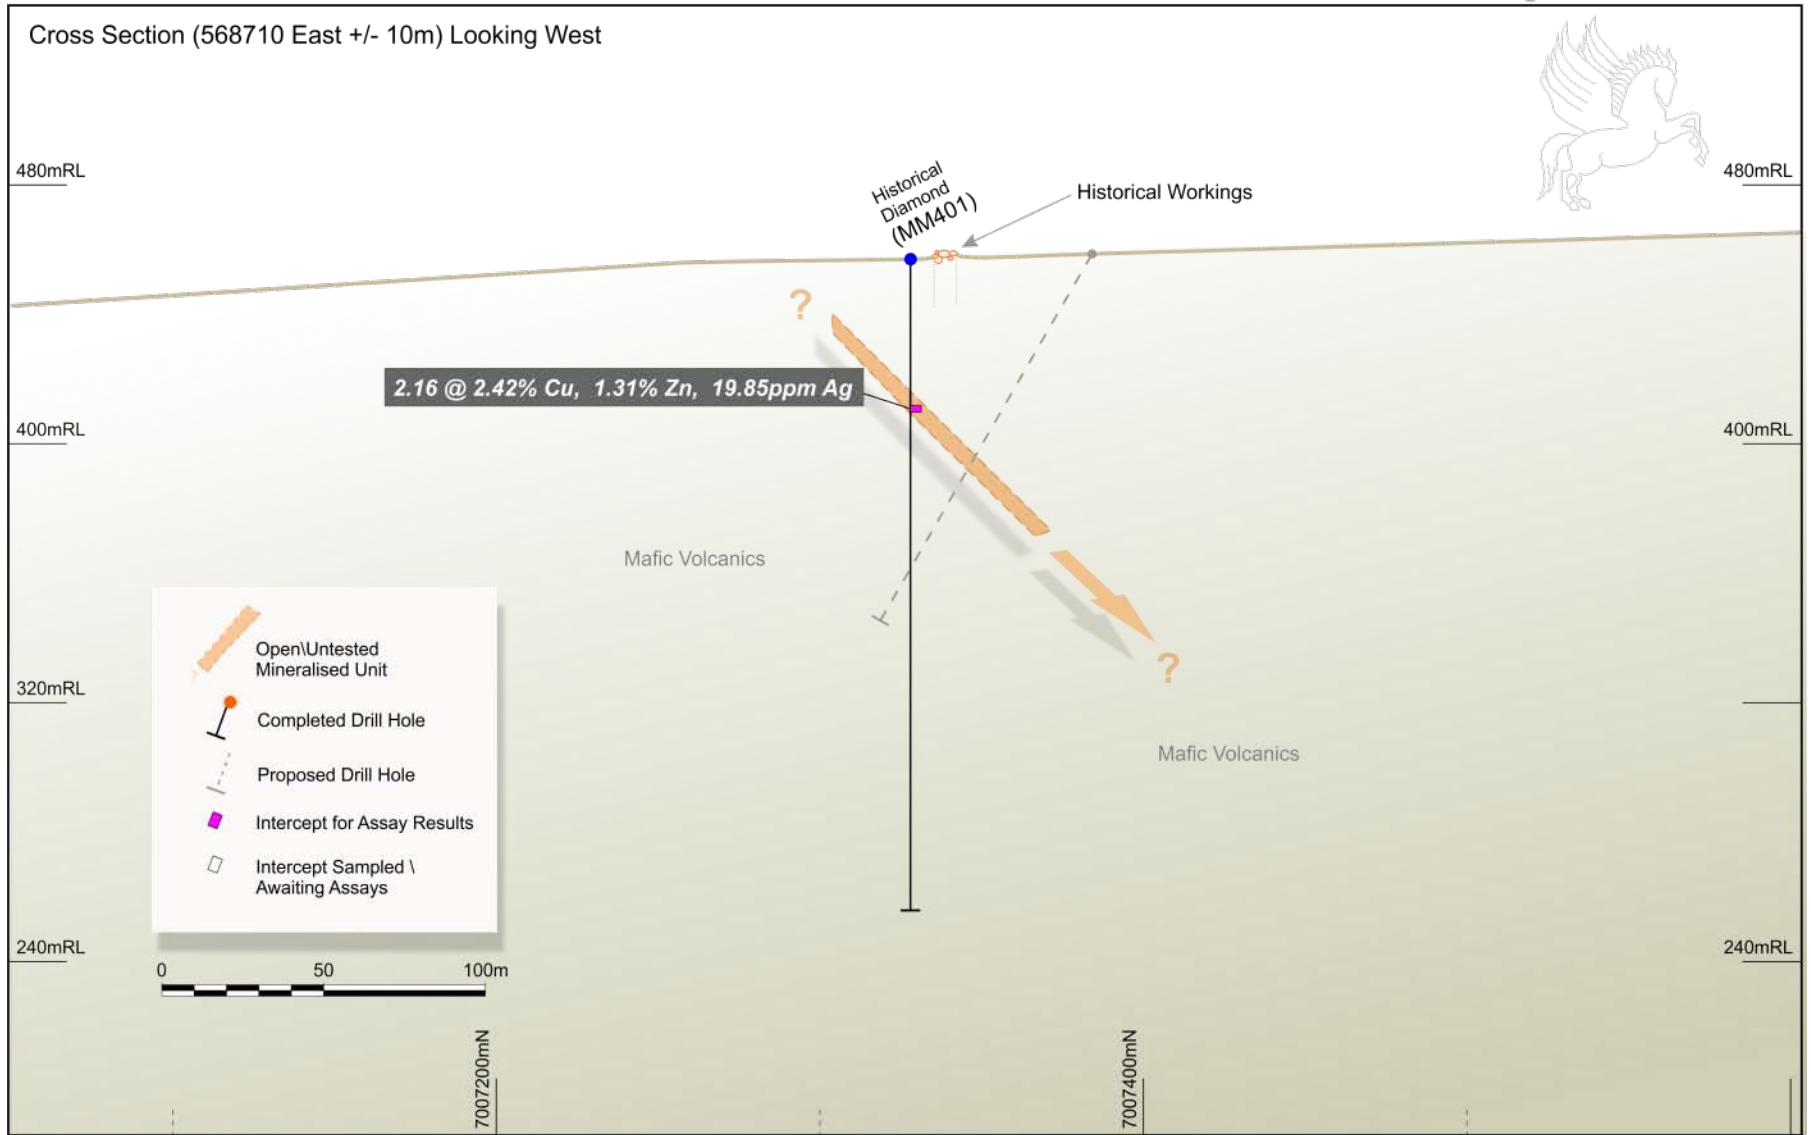 Cross Section (568710 East +/- 10m) Looking West
480mRL
480mRL
Historical
Diamond
(MM401)
Historical Workings
?
2.16 @ 2.42% Cu, 1.31% Zn, 19.85ppm Ag
400mRL
400mRL
Mafic Volcanics
Open\Untested
Mineralised Unit
?
320mRL
Completed Drill Hole
Mafic Volcanics
Proposed Drill Hole
Intercept for Assay Results
Intercept Sampled \
Awaiting Assays
240mRL
240mRL
0 50 100m
7007200mN
7007400mN